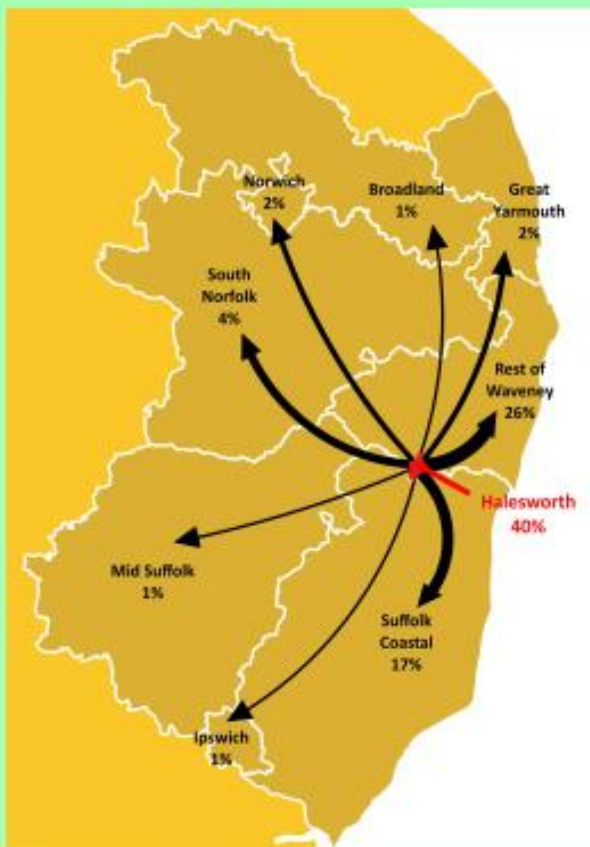 Norwich
2%
Broadland
1%
Great
Yarmouth
2%
South
Norfolk
4%
Rest of
Waveney
26%
Halesworth
40%
Mid Suffolk
1%
Suffolk
Coastal
17%
Ipswich
1%